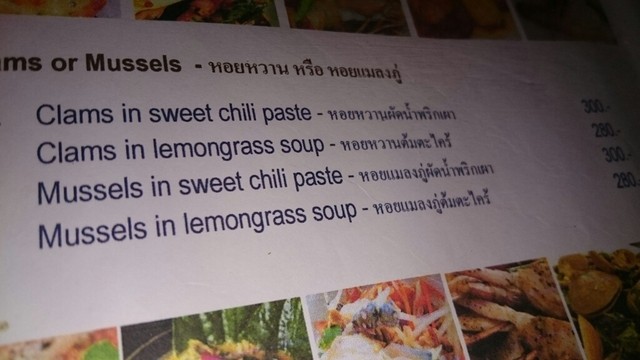 ms or Mussels - หอยหวาน หรือ หอยแมลงภู่
Clams in sweet chili paste - หอยหวานผัดน้ำพริกเผา 300.-
Clams in lemongrass soup - หอยหวานต้มตะไคร้ 280.-
Mussels in sweet chili paste - หอยแมลงภู่ผัดน้ำพริกเผา 300.-
Mussels in lemongrass soup - หอยแมลงภู่ต้มตะไคร้ 280.-